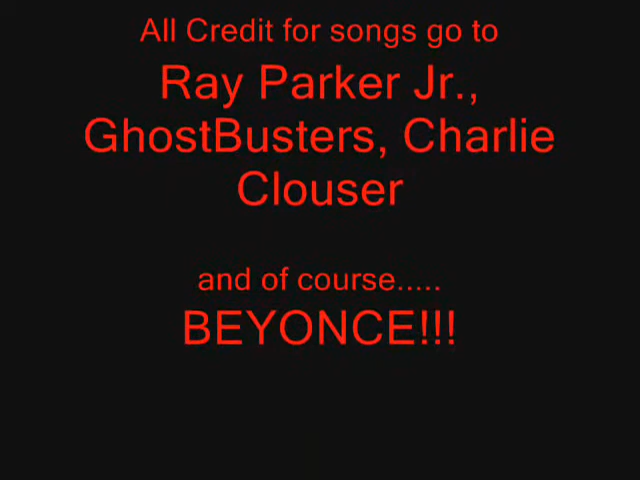 All Credit for songs go to
Ray Parker Jr.,
GhostBusters, Charlie
Clouser
and of course.....
BEYONCE!!!